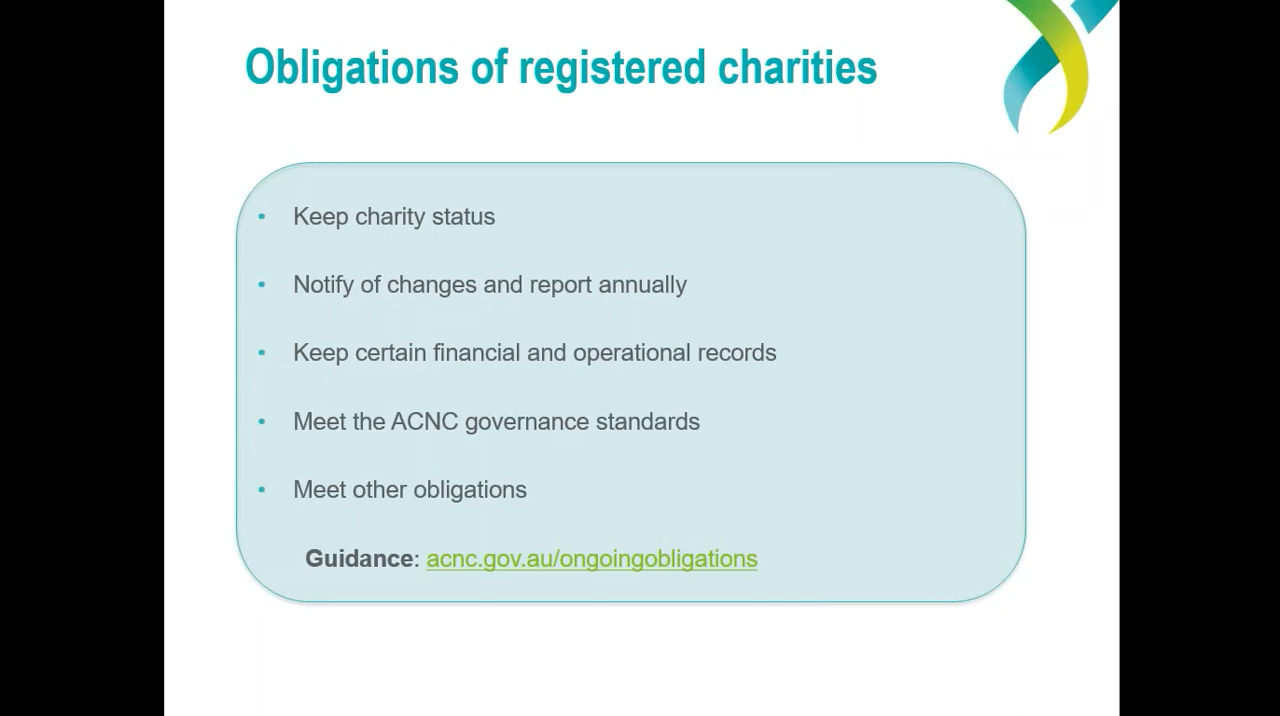 Obligations of registered charities
• Keep charity status
• Notify of changes and report annually
• Keep certain financial and operational records
• Meet the ACNC governance standards
• Meet other obligations
Guidance: acnc.gov.au/ongoingobligations